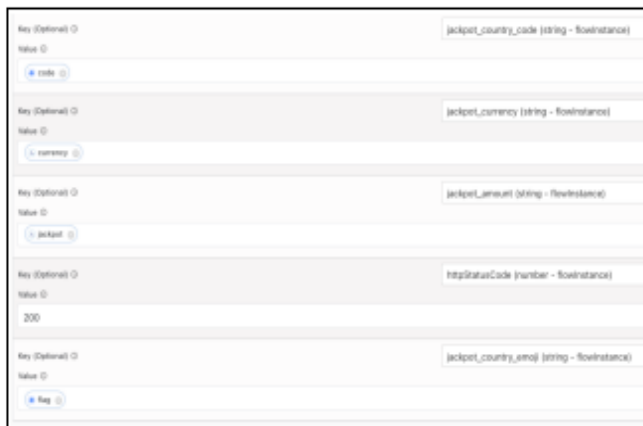 Key (Optional)
jackpot_country_code (string - flowInstance)
Value
code
Key (Optional)
jackpot_currency (string - flowInstance)
Value
currency
Key (Optional)
jackpot_amount (string - flowInstance)
Value
jackpot
Key (Optional)
httpStatusCode (number - flowInstance)
Value
200
Key (Optional)
jackpot_country_emoji (string - flowInstance)
Value
flag